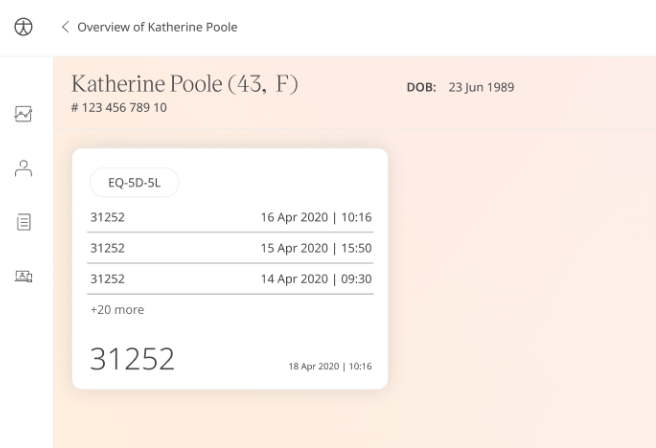 Overview of Katherine Poole
Katherine Poole (43, F)
DOB: 23 Jun 1989
# 123 456 789 10
EQ-5D-5L
31252 16 Apr 2020 | 10:16
31252 15 Apr 2020 | 15:50
31252 14 Apr 2020 | 09:30
+20 more
31252 18 Apr 2020 | 10:16